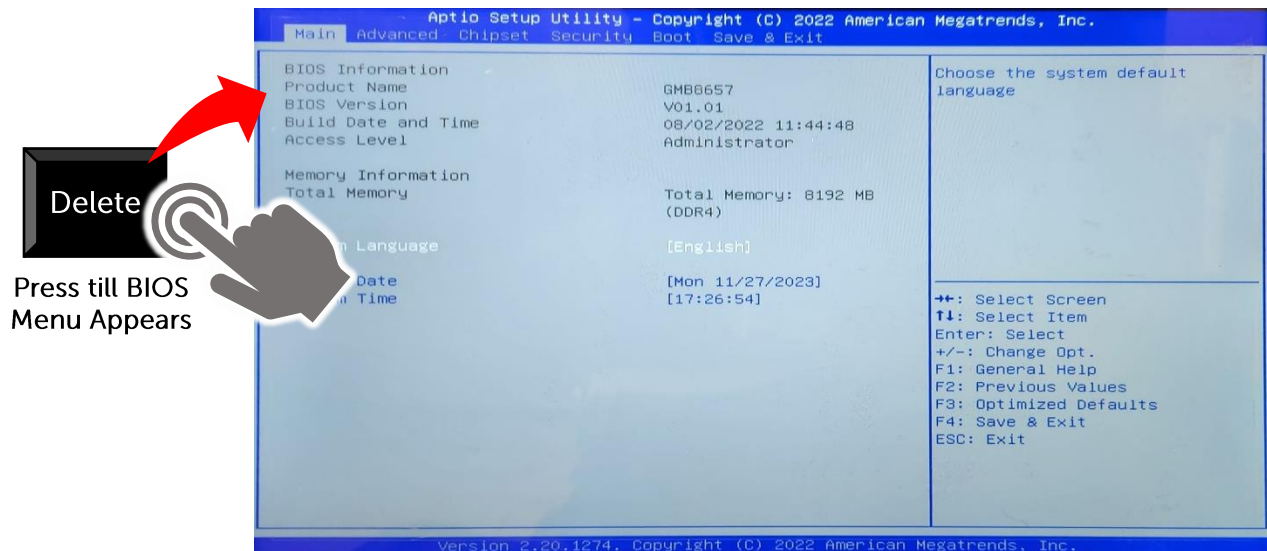 Aptio Setup Utility – Copyright (C) 2022 American Megatrends, Inc.
Main Advanced Chipset Security Boot Save & Exit
BIOS Information
Product Name GMB8657
BIOS Version V01.01
Build Date and Time 08/02/2022 11:44:48
Access Level Administrator
Memory Information
Total Memory Total Memory: 8192 MB
(DDR4)
Language [English]
Date [Mon 11/27/2023]
Time [17:26:54]
Choose the system default
language
→←: Select Screen
↑↓: Select Item
Enter: Select
+/-: Change Opt.
F1: General Help
F2: Previous Values
F3: Optimized Defaults
F4: Save & Exit
ESC: Exit
Version 2.20.1274. Copyright (C) 2022 American Megatrends, Inc.
Delete
Press till BIOS
Menu Appears